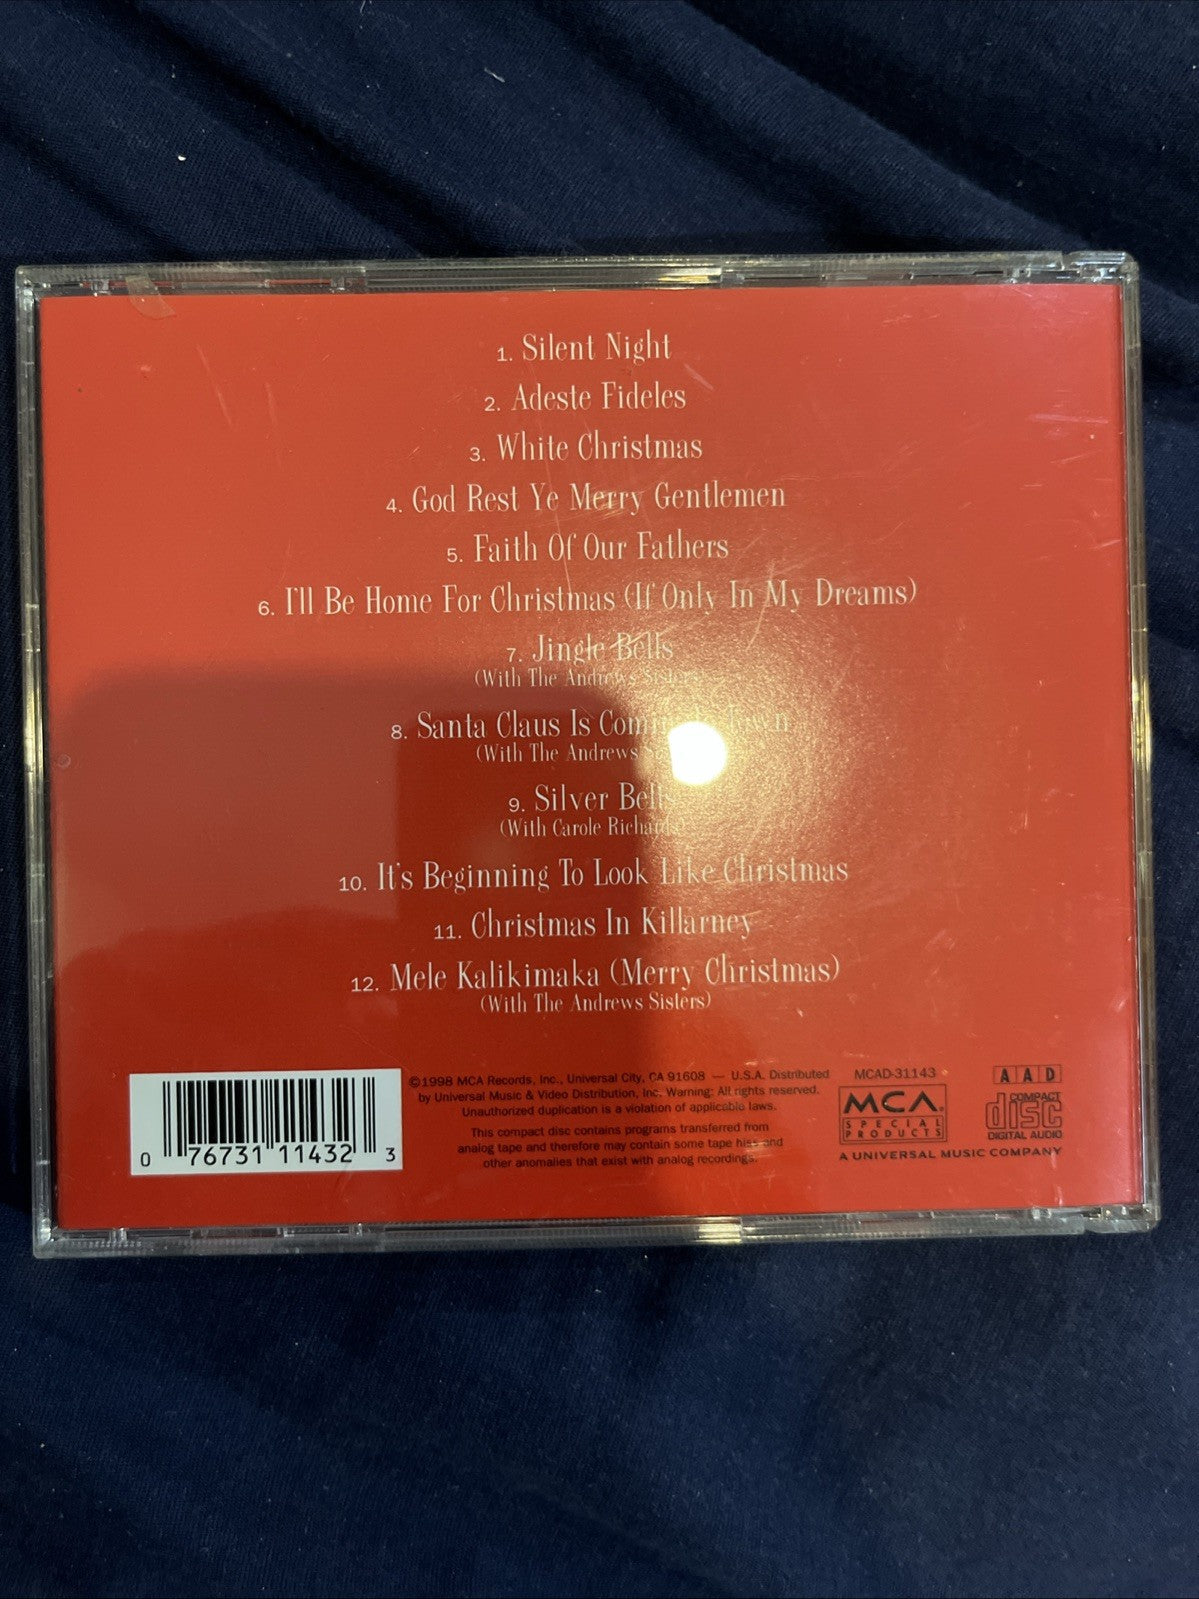 1. Silent Night
2. Adeste Fideles
3. White Christmas
4. God Rest Ye Merry Gentlemen
5. Faith Of Our Fathers
6. I'll Be Home For Christmas (If Only In My Dreams)
7. Jingle Bells
(With The Andrews Sisters)
8. Santa Claus Is Comin' Town
(With The Andrews
9. Silver Bells
(With Carole Richards)
10. It's Beginning To Look Like Christmas
11. Christmas In Killarney
12. Mele Kalikimaka (Merry Christmas)
(With The Andrews Sisters)
©1998 MCA Records, Inc., Universal City, CA 91608 — U.S.A. Distributed
by Universal Music & Video Distribution, Inc. Warning: All rights reserved.
Unauthorized duplication is a violation of applicable laws.
This compact disc contains programs transferred from
analog tape and therefore may contain some tape hiss and
other anomalies that exist with analog recordings.
0 76731 11432 3
MCAD-31143
MCA
SPECIAL
PRODUCTS
A UNIVERSAL MUSIC COMPANY
AAD
COMPACT
disc
DIGITAL AUDIO